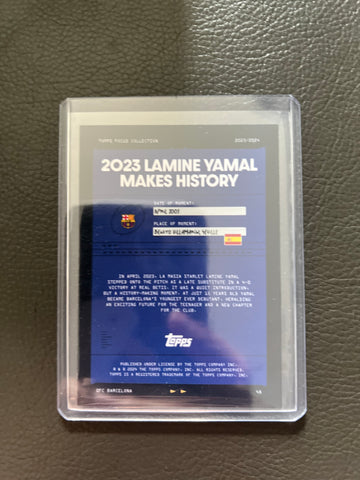 TOPPS FOCUS COLLECTION 2023-2024
2023 LAMINE YAMAL
MAKES HISTORY
DATE OF MOMENT:
APRIL 2023
PLACE OF MOMENT:
BENITO VILLAMARIN, SEVILLE
IN APRIL 2023, LA MASIA STARLET LAMINE YAMAL
STEPPED ONTO THE PITCH AS A LATE SUBSTITUTE IN A 4-0
VICTORY AT REAL BETIS. IT WAS A QUIET INTRODUCTION,
BUT A HISTORY-MAKING MOMENT. AT JUST 15 YEARS OLD YAMAL
BECAME BARCELONA'S YOUNGEST EVER DEBUTANT, HERALDING
AN EXCITING FUTURE FOR THE TEENAGER AND A NEW CHAPTER
FOR THE CLUB.
Topps
PUBLISHED UNDER LICENSE BY THE TOPPS COMPANY, INC.
® & © 2024 THE TOPPS COMPANY, INC. ALL RIGHTS RESERVED.
TOPPS IS A REGISTERED TRADEMARK OF THE TOPPS COMPANY, INC.
©FC BARCELONA